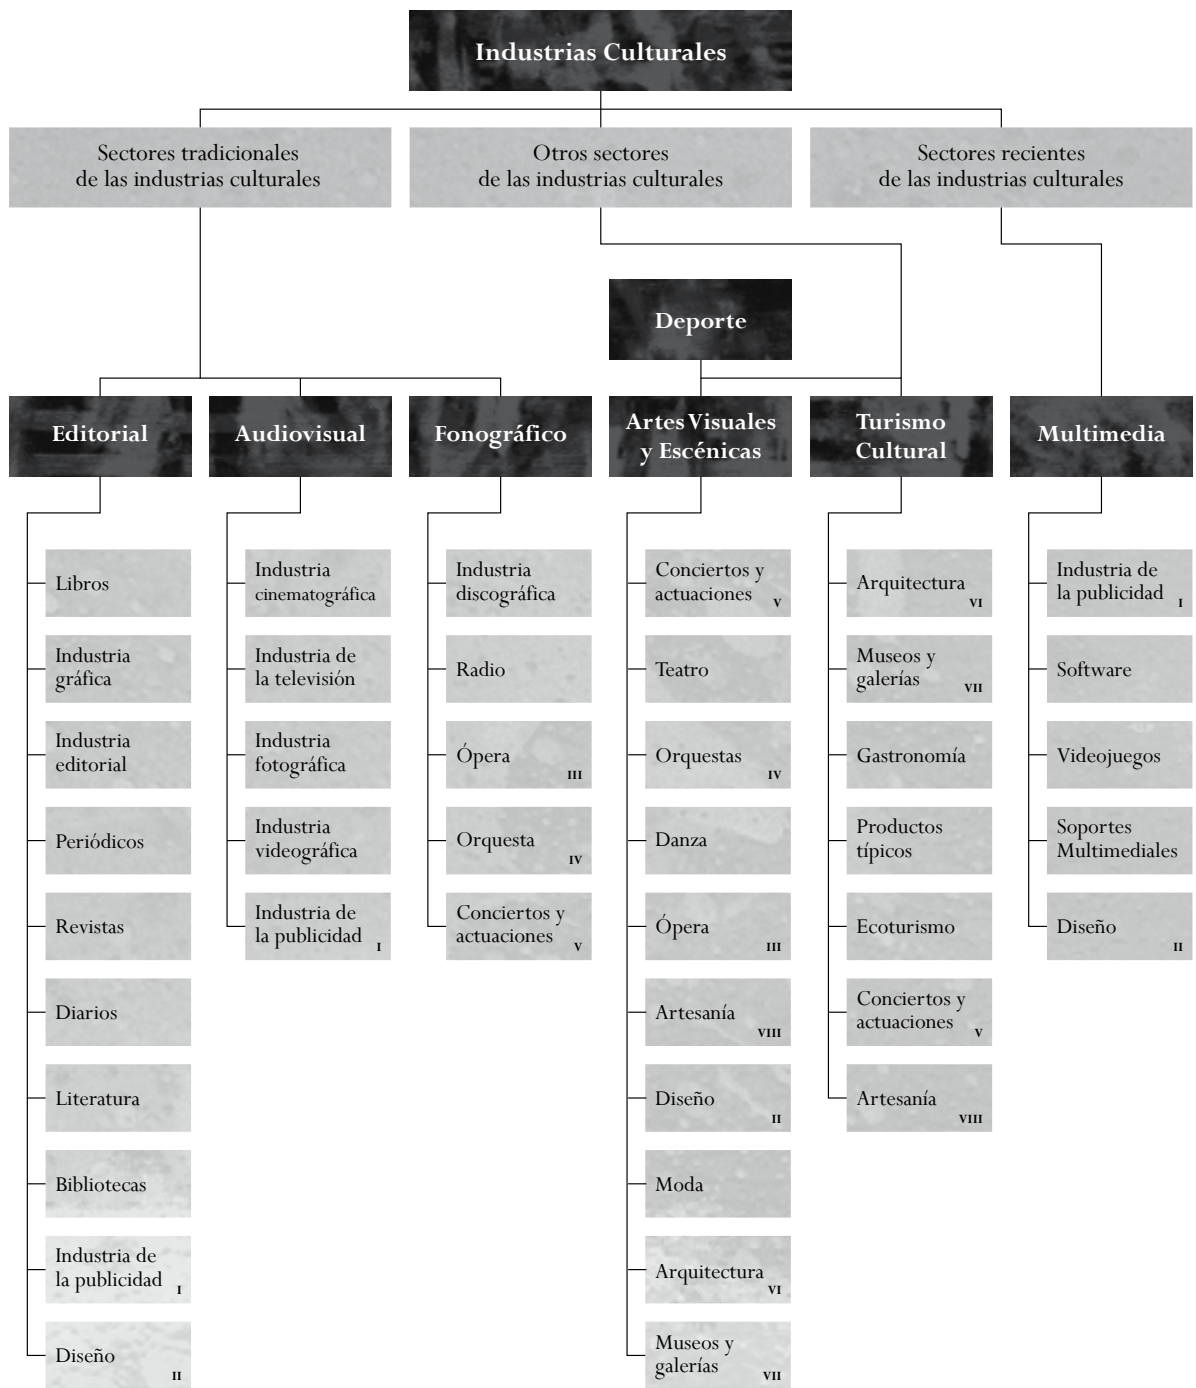 Industrias Culturales
Sectores tradicionales
de las industrias culturales
Otros sectores
de las industrias culturales
Sectores recientes
de las industrias culturales
Deporte
Editorial
Audiovisual
Fonográfico
Artes Visuales
y Escénicas
Turismo
Cultural
Multimedia
Libros
Industria
gráfica
Industria
editorial
Periódicos
Revistas
Diarios
Literatura
Bibliotecas
Industria de
la publicidad I
Diseño II
Industria
cinematográfica
Industria de
la televisión
Industria
fotográfica
Industria
videográfica
Industria de
la publicidad I
Industria
discográfica
Radio
Ópera III
Orquesta IV
Conciertos y
actuaciones V
Conciertos y
actuaciones V
Teatro
Orquestas IV
Danza
Ópera III
Artesanía VIII
Diseño II
Moda
Arquitectura VI
Museos y
galerías VII
Arquitectura VI
Museos y
galerías VII
Gastronomía
Productos
típicos
Ecoturismo
Conciertos y
actuaciones V
Artesanía VIII
Industria de
la publicidad I
Software
Videojuegos
Soportes
Multimediales
Diseño II